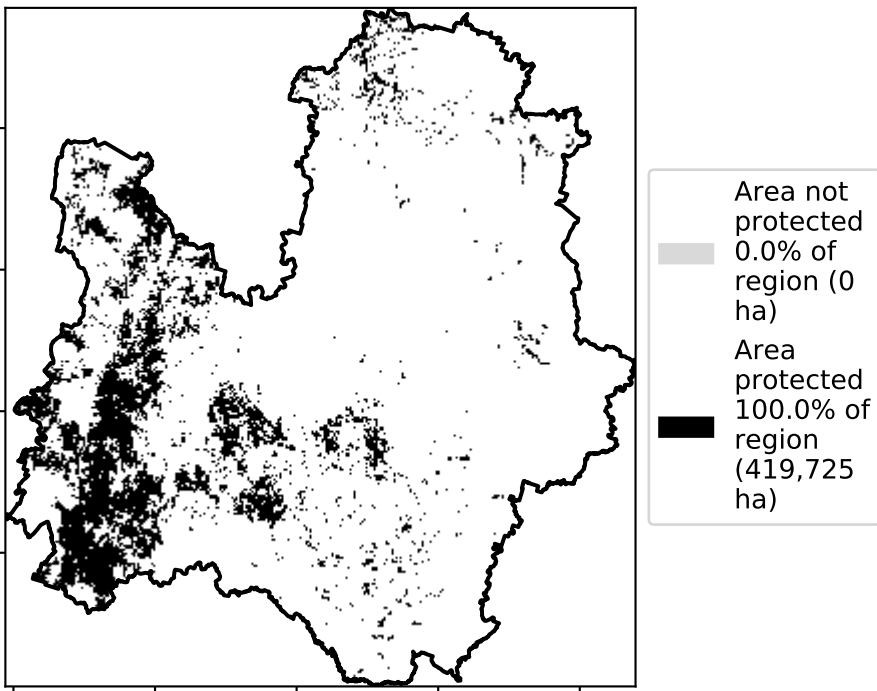 Area not
protected
0.0% of
region (0
ha)
Area
protected
100.0% of
region
(419,725
ha)